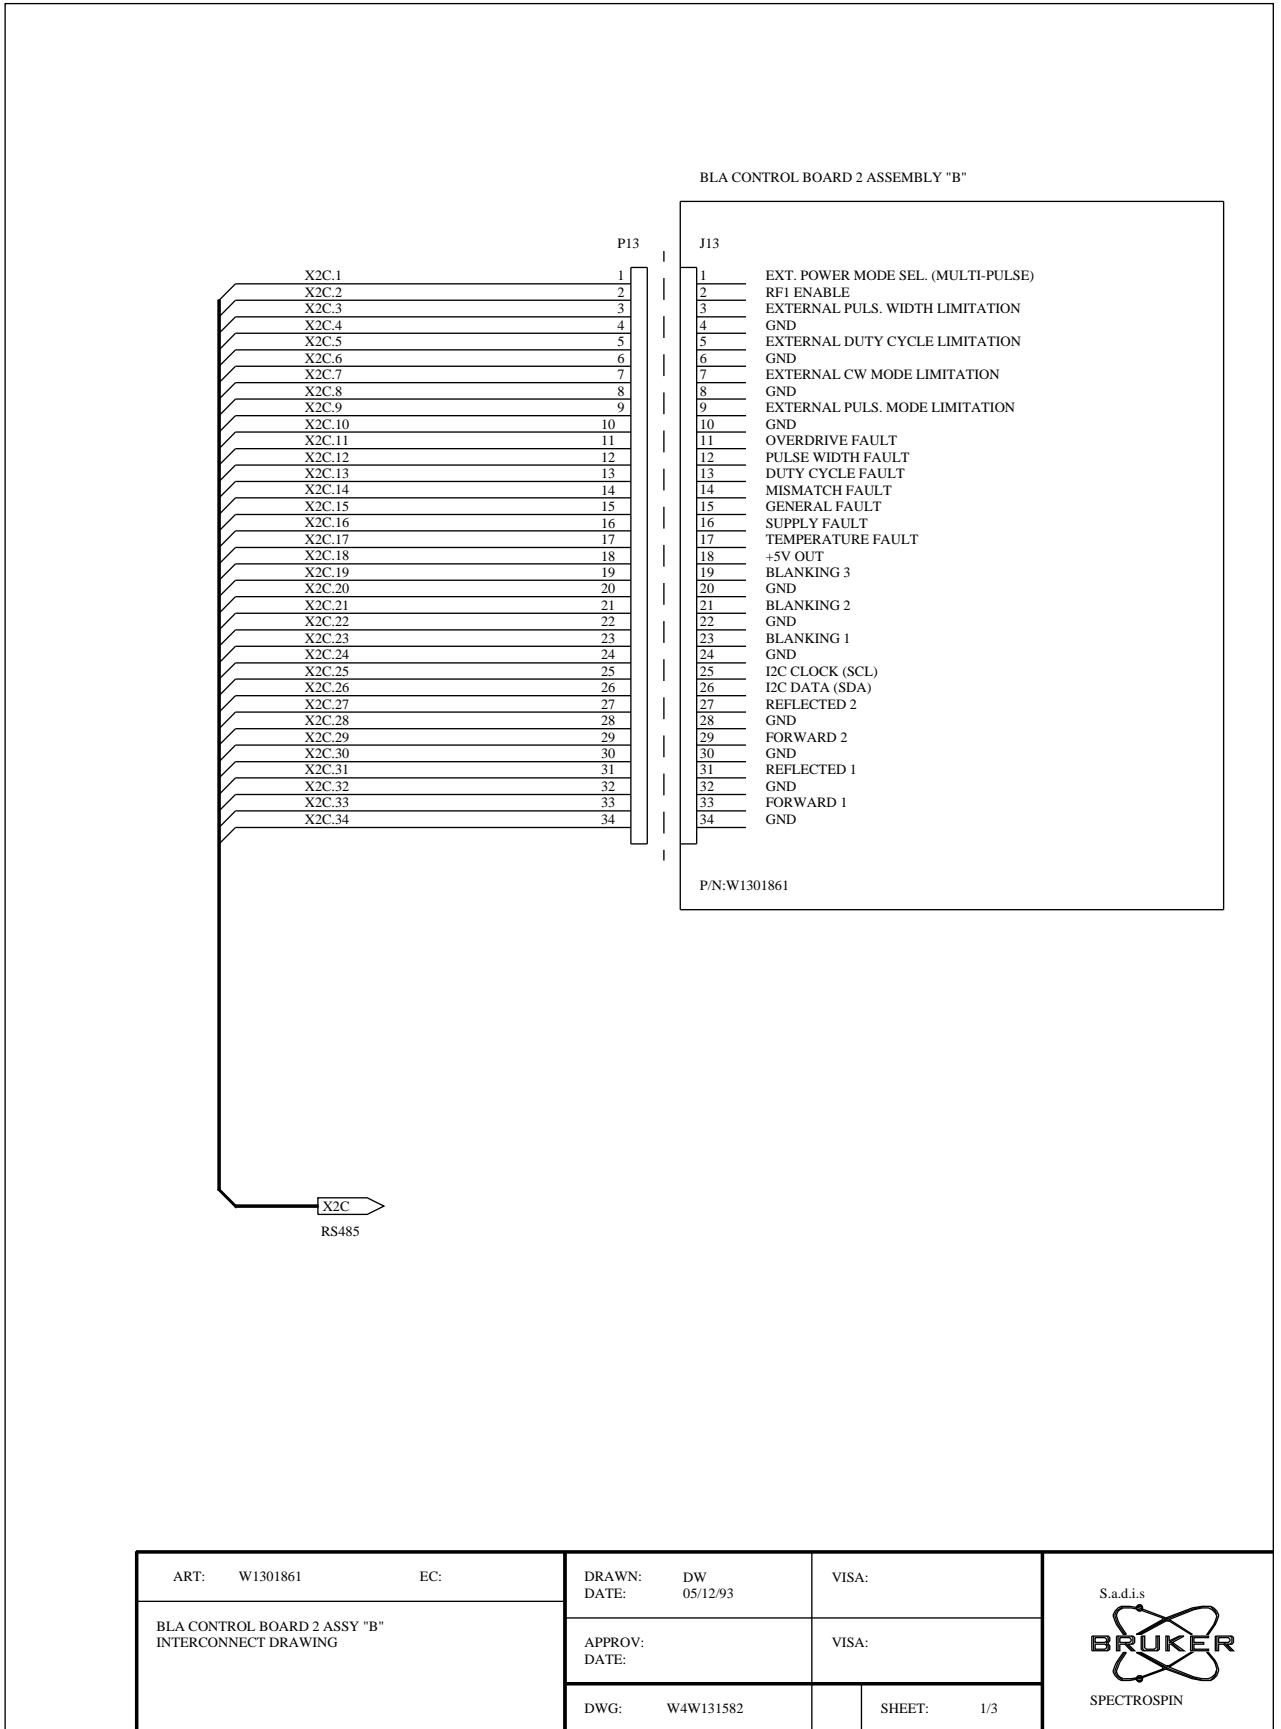 BLA CONTROL BOARD 2 ASSEMBLY "B"
P13 J13
X2C.1 1 1 EXT. POWER MODE SEL. (MULTI-PULSE)
X2C.2 2 2 RF1 ENABLE
X2C.3 3 3 EXTERNAL PULS. WIDTH LIMITATION
X2C.4 4 4 GND
X2C.5 5 5 EXTERNAL DUTY CYCLE LIMITATION
X2C.6 6 6 GND
X2C.7 7 7 EXTERNAL CW MODE LIMITATION
X2C.8 8 8 GND
X2C.9 9 9 EXTERNAL PULS. MODE LIMITATION
X2C.10 10 10 GND
X2C.11 11 11 OVERDRIVE FAULT
X2C.12 12 12 PULSE WIDTH FAULT
X2C.13 13 13 DUTY CYCLE FAULT
X2C.14 14 14 MISMATCH FAULT
X2C.15 15 15 GENERAL FAULT
X2C.16 16 16 SUPPLY FAULT
X2C.17 17 17 TEMPERATURE FAULT
X2C.18 18 18 +5V OUT
X2C.19 19 19 BLANKING 3
X2C.20 20 20 GND
X2C.21 21 21 BLANKING 2
X2C.22 22 22 GND
X2C.23 23 23 BLANKING 1
X2C.24 24 24 GND
X2C.25 25 25 I2C CLOCK (SCL)
X2C.26 26 26 I2C DATA (SDA)
X2C.27 27 27 REFLECTED 2
X2C.28 28 28 GND
X2C.29 29 29 FORWARD 2
X2C.30 30 30 GND
X2C.31 31 31 REFLECTED 1
X2C.32 32 32 GND
X2C.33 33 33 FORWARD 1
X2C.34 34 34 GND
P/N:W1301861
X2C
RS485
ART: W1301861 EC:
BLA CONTROL BOARD 2 ASSY "B"
INTERCONNECT DRAWING
DRAWN: DW VISA:
DATE: 05/12/93
APPROV: VISA:
DATE:
DWG: W4W131582 SHEET: 1/3
S.a.d.i.s
BRUKER
SPECTROSPIN